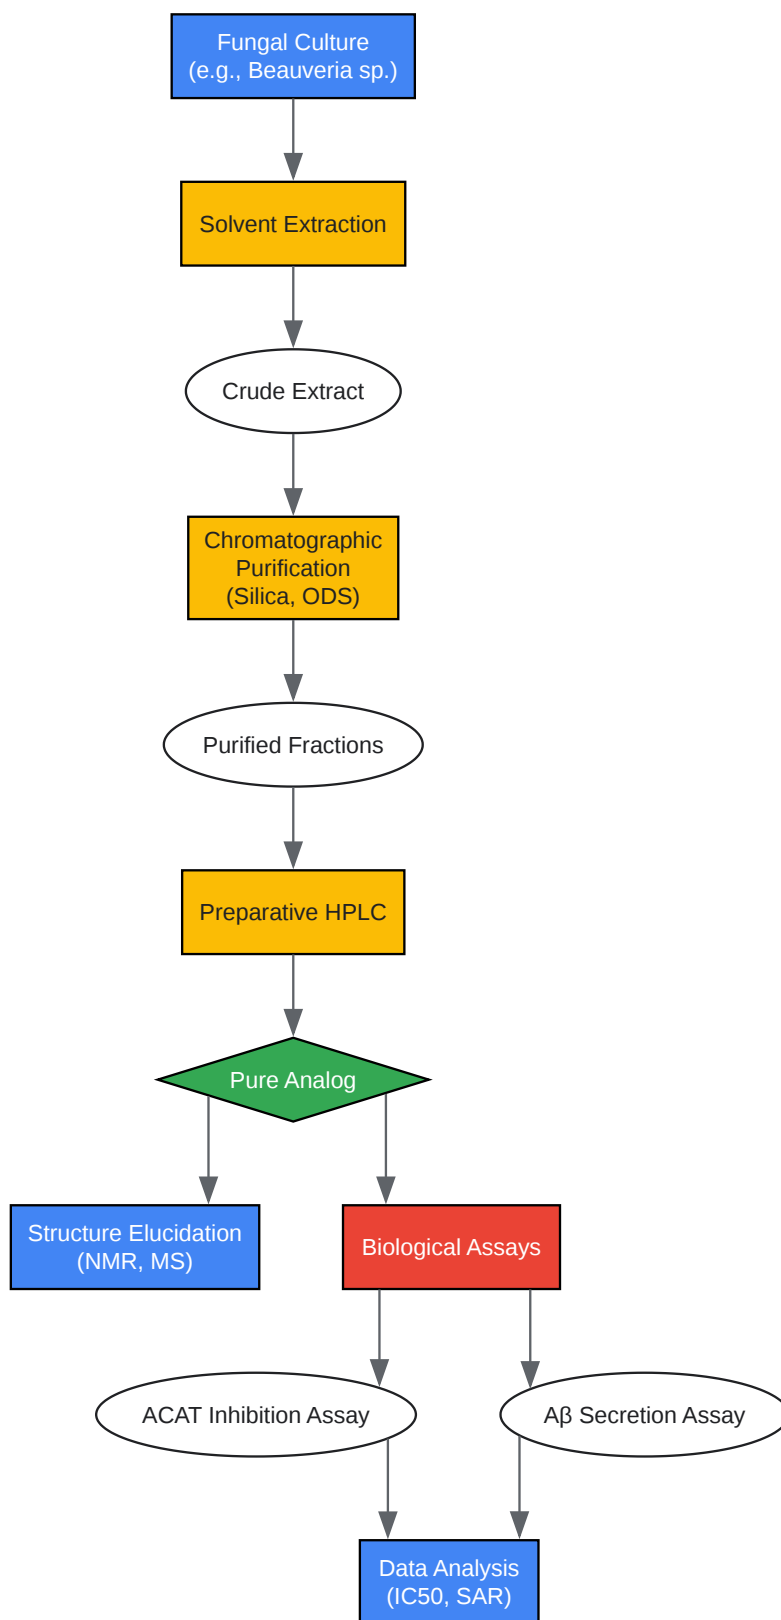 Fungal Culture
(e.g., Beauveria sp.)
Solvent Extraction
Crude Extract
Chromatographic
Purification
(Silica, ODS)
Purified Fractions
Preparative HPLC
Pure Analog
Structure Elucidation
(NMR, MS)
Biological Assays
ACAT Inhibition Assay
Aβ Secretion Assay
Data Analysis
(IC50, SAR)